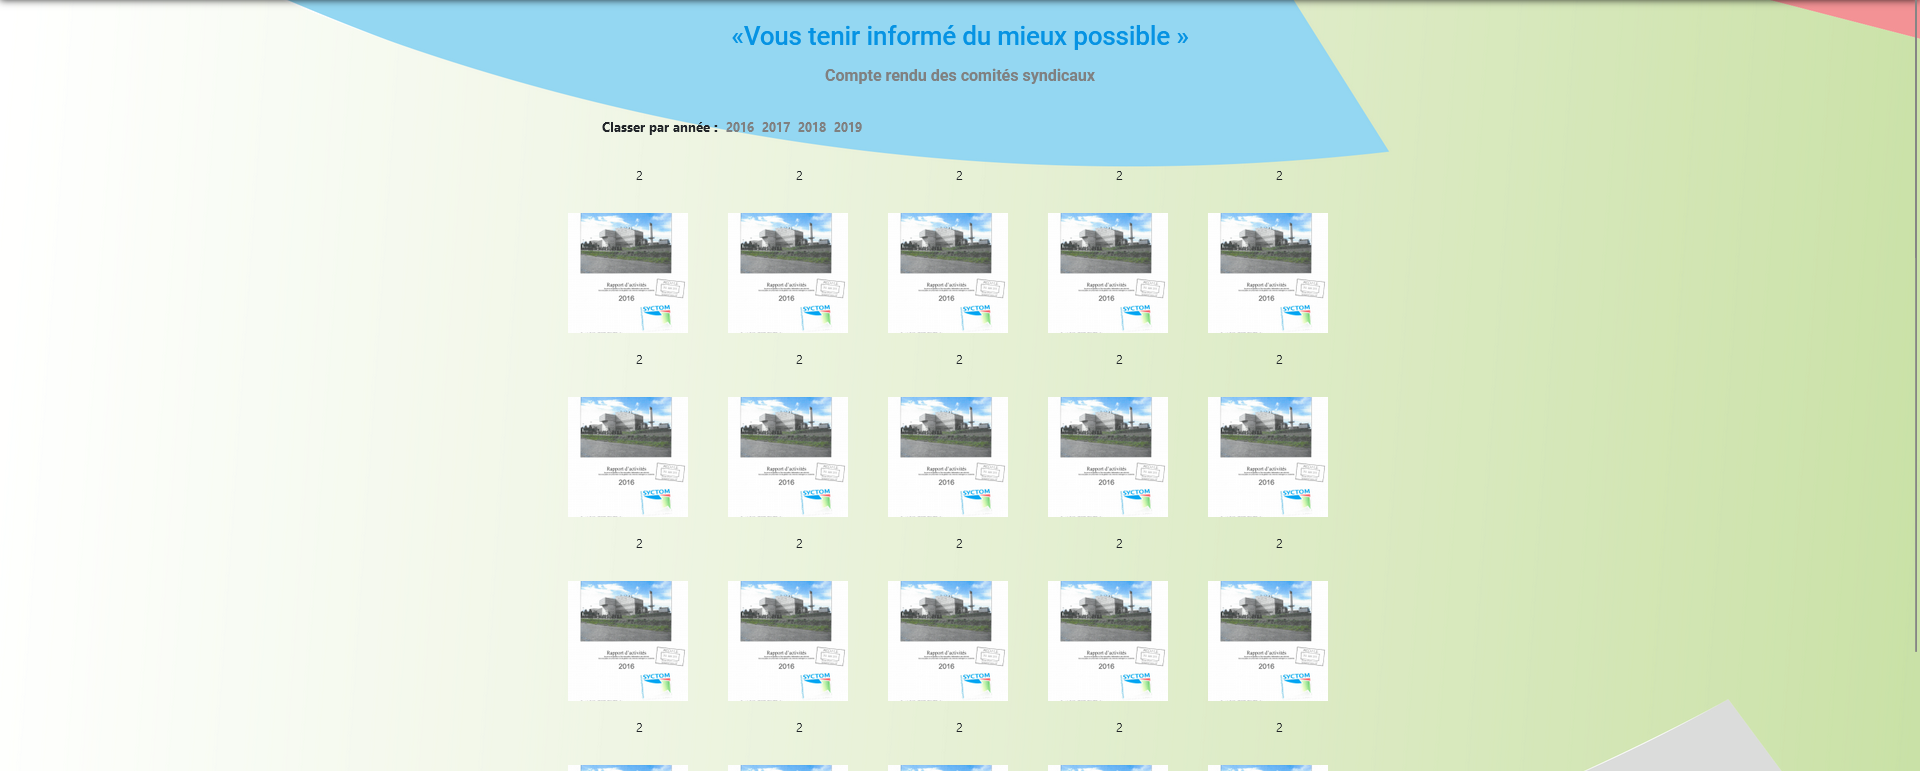 «Vous tenir informé du mieux possible »
Compte rendu des comités syndicaux
Classer par année : 2016 2017 2018 2019
2 2 2 2 2
Rapport d'activités Rapport d'activités Rapport d'activités Rapport d'activités Rapport d'activités
2016 2016 2016 2016 2016
SYCTOM SYCTOM SYCTOM SYCTOM SYCTOM
2 2 2 2 2
Rapport d'activités Rapport d'activités Rapport d'activités Rapport d'activités Rapport d'activités
2016 2016 2016 2016 2016
SYCTOM SYCTOM SYCTOM SYCTOM SYCTOM
2 2 2 2 2
Rapport d'activités Rapport d'activités Rapport d'activités Rapport d'activités Rapport d'activités
2016 2016 2016 2016 2016
SYCTOM SYCTOM SYCTOM SYCTOM SYCTOM
2 2 2 2 2